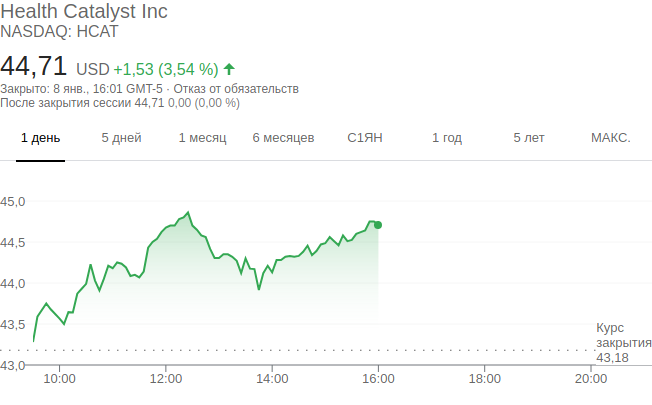 Health Catalyst Inc
NASDAQ: HCAT
44,71 USD +1,53 (3,54 %)
Закрыто: 8 янв., 16:01 GMT-5 · Отказ от обязательств
После закрытия сессии 44,71 0,00 (0,00 %)
1 день 5 дней 1 месяц 6 месяцев С1ЯН 1 год 5 лет МАКС.
45,0
44,5
44,0
43,5
Курс
закрытия
43,18
43,0
10:00 12:00 14:00 16:00 18:00 20:00